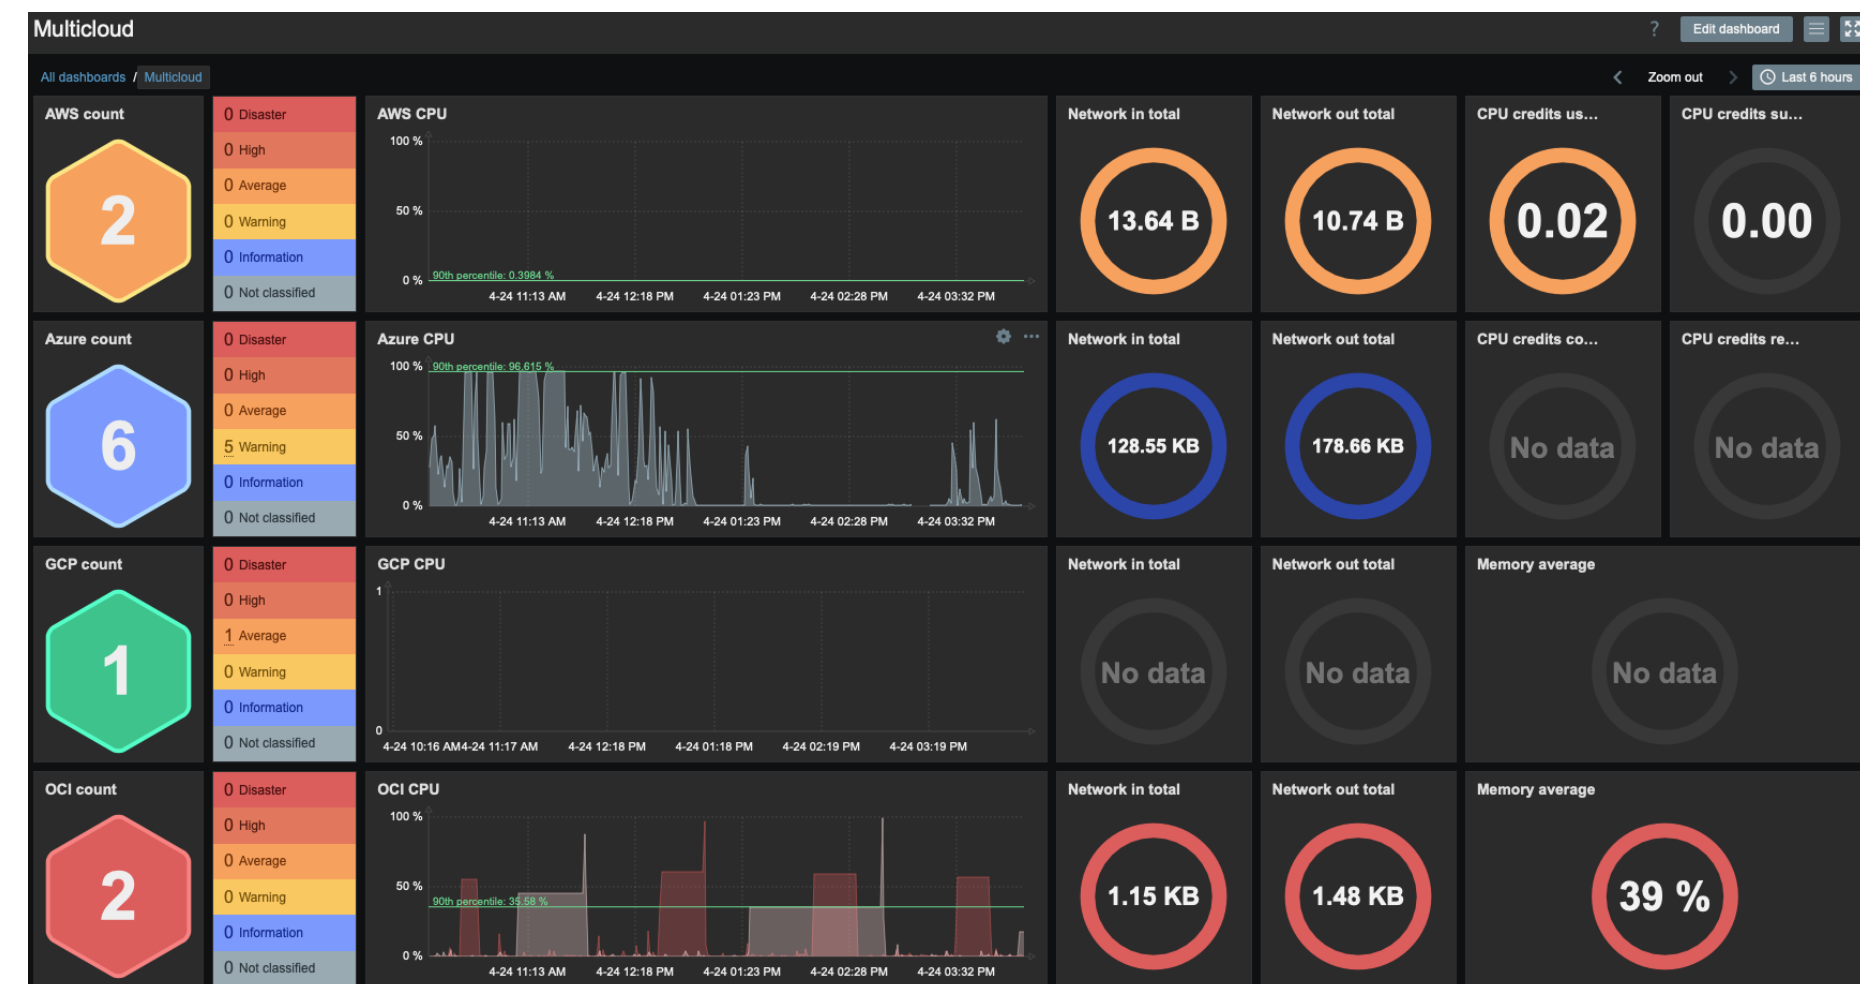 Multicloud
? Edit dashboard
All dashboards / Multicloud
Zoom out
Last 6 hours
AWS count
2
0 Disaster
0 High
0 Average
0 Warning
0 Information
0 Not classified
AWS CPU
100 %
50 %
0 %
90th percentile: 0.3984 %
4-24 11:13 AM 4-24 12:18 PM 4-24 01:23 PM 4-24 02:28 PM 4-24 03:32 PM
Network in total
13.64 B
Network out total
10.74 B
CPU credits us...
0.02
CPU credits su...
0.00
Azure count
6
0 Disaster
0 High
0 Average
5 Warning
0 Information
0 Not classified
Azure CPU
100 %
90th percentile: 96.615 %
50 %
0 %
4-24 11:13 AM 4-24 12:18 PM 4-24 01:23 PM 4-24 02:28 PM 4-24 03:32 PM
Network in total
128.55 KB
Network out total
178.66 KB
CPU credits co...
No data
CPU credits re...
No data
GCP count
1
0 Disaster
0 High
1 Average
0 Warning
0 Information
0 Not classified
GCP CPU
1
0
4-24 10:16 AM 4-24 11:17 AM 4-24 12:18 PM 4-24 01:18 PM 4-24 02:19 PM 4-24 03:19 PM
Network in total
No data
Network out total
No data
Memory average
No data
OCI count
2
0 Disaster
0 High
0 Average
0 Warning
0 Information
0 Not classified
OCI CPU
100 %
50 %
90th percentile: 35.58 %
0 %
4-24 11:13 AM 4-24 12:18 PM 4-24 01:23 PM 4-24 02:28 PM 4-24 03:32 PM
Network in total
1.15 KB
Network out total
1.48 KB
Memory average
39 %